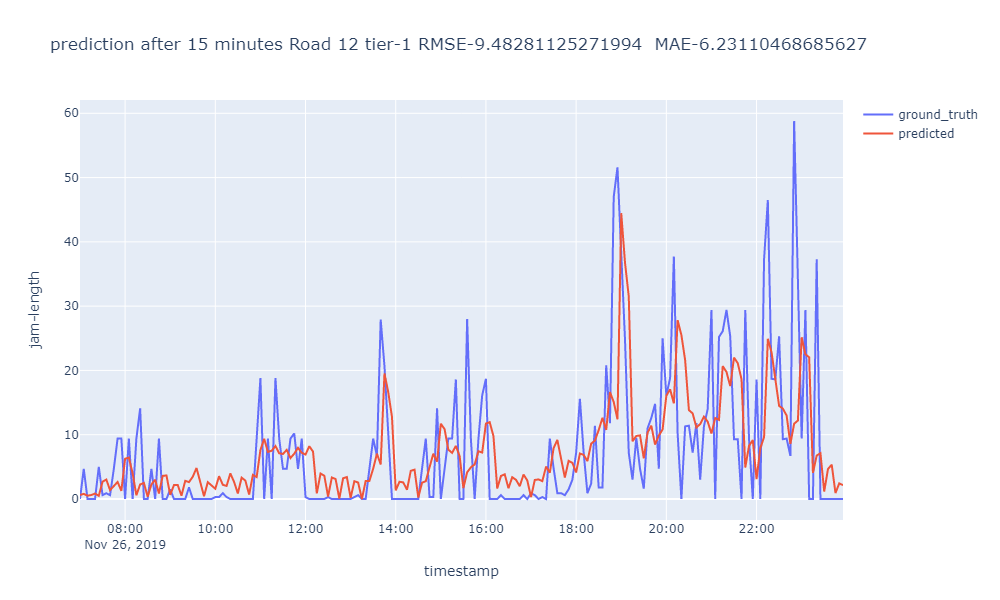 prediction after 15 minutes Road 12 tier-1 RMSE-9.48281125271994  MAE-6.23110468685627
60
50
40
30
20
10
0
jam-length
08:00 10:00 12:00 14:00 16:00 18:00 20:00 22:00
Nov 26, 2019
timestamp
ground_truth
predicted